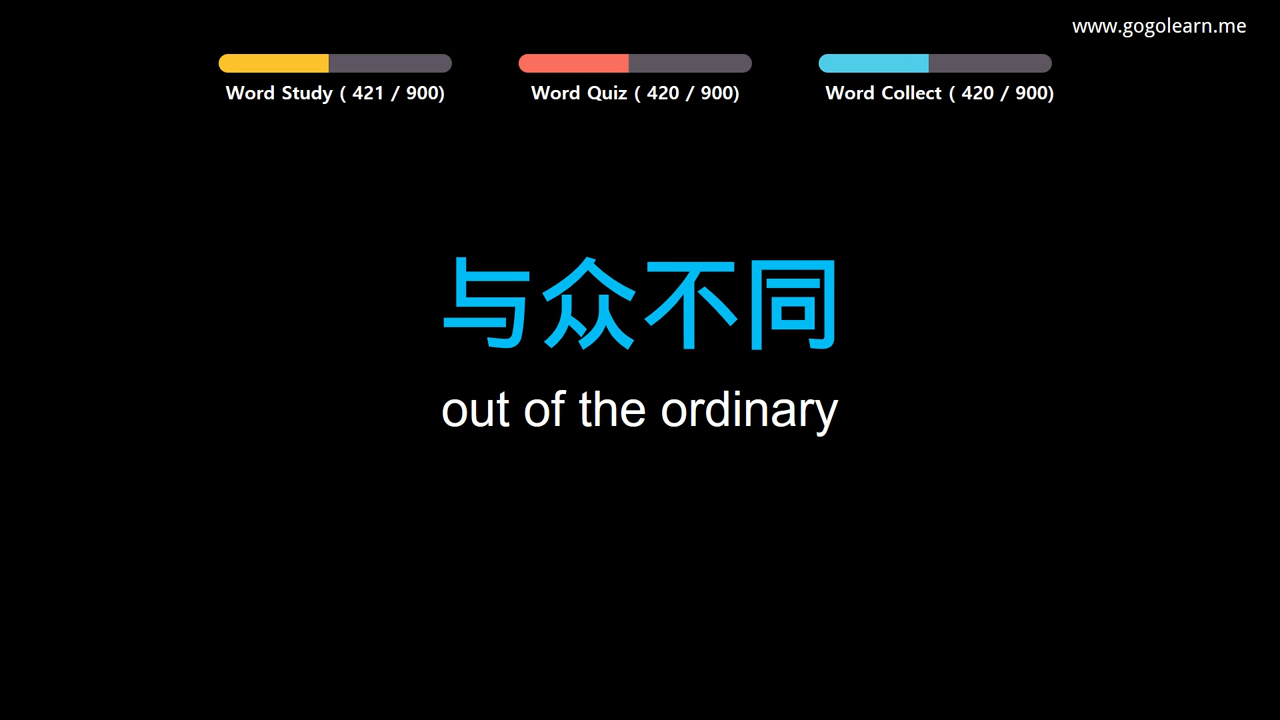 www.gogolearn.me
Word Study ( 421 / 900)
Word Quiz ( 420 / 900)
Word Collect ( 420 / 900)
与众不同
out of the ordinary